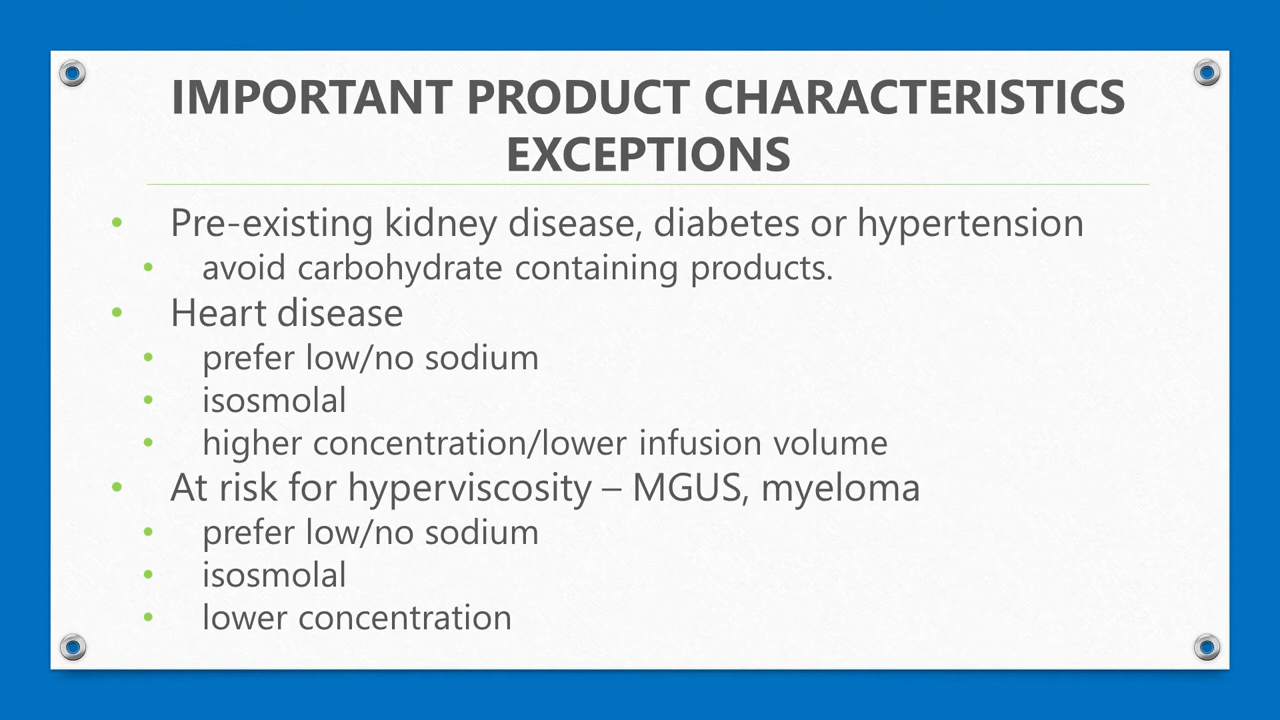 IMPORTANT PRODUCT CHARACTERISTICS
EXCEPTIONS
• Pre-existing kidney disease, diabetes or hypertension
• avoid carbohydrate containing products.
• Heart disease
• prefer low/no sodium
• isosmolal
• higher concentration/lower infusion volume
• At risk for hyperviscosity – MGUS, myeloma
• prefer low/no sodium
• isosmolal
• lower concentration